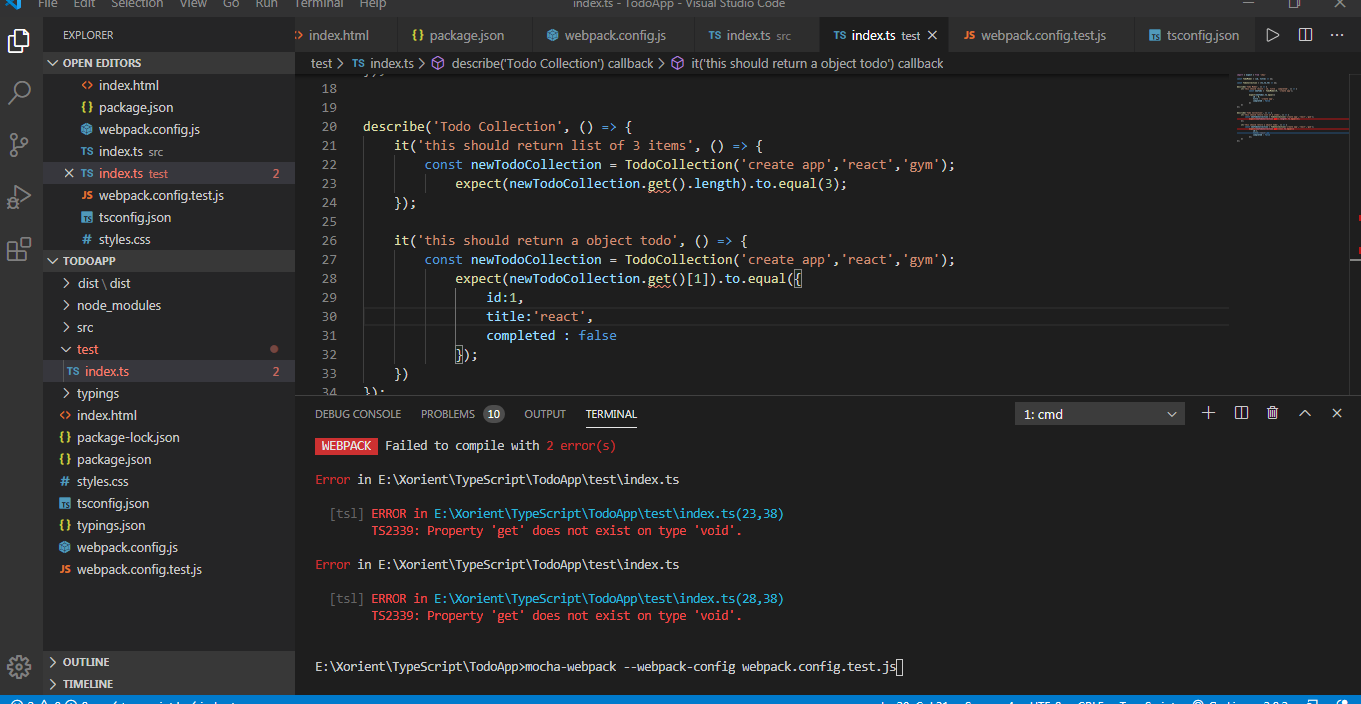 File Edit Selection View Go Run Terminal Help index.ts - TodoApp - Visual Studio Code
EXPLORER
OPEN EDITORS
index.html
{} package.json
webpack.config.js
TS index.ts src
TS index.ts test 2
JS webpack.config.test.js
tsconfig.json
# styles.css
TODOAPP
dist \ dist
node_modules
src
test
TS index.ts 2
typings
index.html
{} package-lock.json
{} package.json
# styles.css
tsconfig.json
{} typings.json
webpack.config.js
JS webpack.config.test.js
OUTLINE
TIMELINE
index.html {} package.json webpack.config.js TS index.ts src TS index.ts test JS webpack.config.test.js tsconfig.json
test > TS index.ts > describe('Todo Collection') callback > it('this should return a object todo') callback
18
19
20 describe('Todo Collection', () => {
21 it('this should return list of 3 items', () => {
22 const newTodoCollection = TodoCollection('create app','react','gym');
23 expect(newTodoCollection.get().length).to.equal(3);
24 });
25
26 it('this should return a object todo', () => {
27 const newTodoCollection = TodoCollection('create app','react','gym');
28 expect(newTodoCollection.get()[1]).to.equal({
29 id:1,
30 title:'react',
31 completed : false
32 });
33 })
34 });
DEBUG CONSOLE PROBLEMS 10 OUTPUT TERMINAL 1: cmd
WEBPACK Failed to compile with 2 error(s)
Error in E:\Xorient\TypeScript\TodoApp\test\index.ts
[tsl] ERROR in E:\Xorient\TypeScript\TodoApp\test\index.ts(23,38)
TS2339: Property 'get' does not exist on type 'void'.
Error in E:\Xorient\TypeScript\TodoApp\test\index.ts
[tsl] ERROR in E:\Xorient\TypeScript\TodoApp\test\index.ts(28,38)
TS2339: Property 'get' does not exist on type 'void'.
E:\Xorient\TypeScript\TodoApp>mocha-webpack --webpack-config webpack.config.test.js